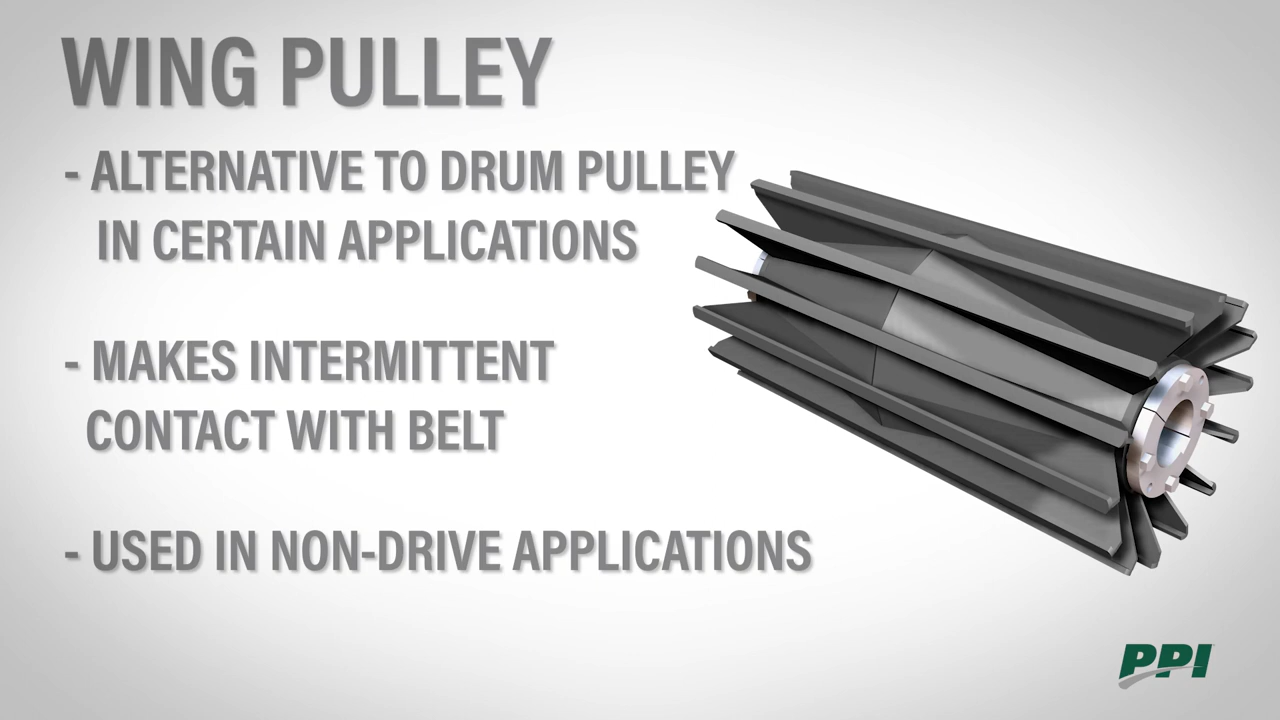 WING PULLEY
- ALTERNATIVE TO DRUM PULLEY
IN CERTAIN APPLICATIONS
- MAKES INTERMITTENT
CONTACT WITH BELT
- USED IN NON-DRIVE APPLICATIONS
PPI